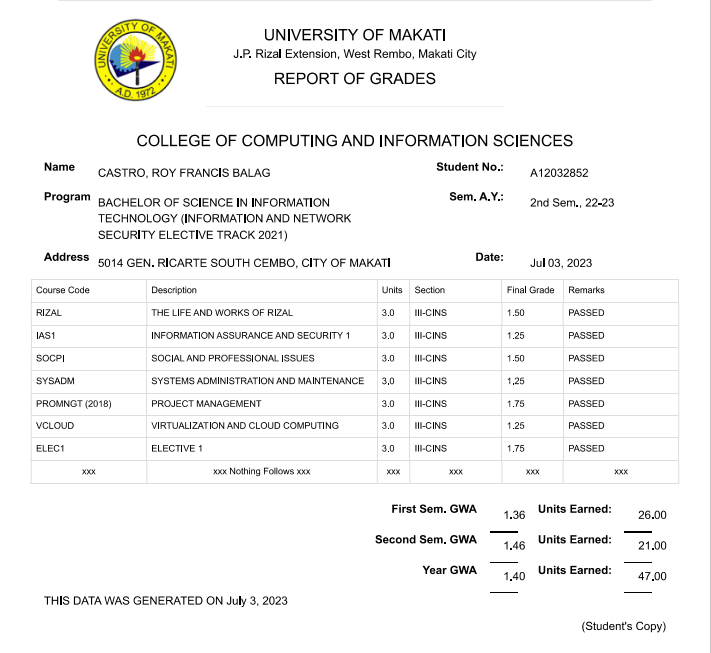 UNIVERSITY OF MAKATI
A.D. 1972
UNIVERSITY OF MAKATI
J.P. Rizal Extension, West Rembo, Makati City
REPORT OF GRADES
COLLEGE OF COMPUTING AND INFORMATION SCIENCES
Name CASTRO, ROY FRANCIS BALAG Student No.: A12032852
Program BACHELOR OF SCIENCE IN INFORMATION Sem. A.Y.: 2nd Sem., 22-23
TECHNOLOGY (INFORMATION AND NETWORK
SECURITY ELECTIVE TRACK 2021)
Address 5014 GEN. RICARTE SOUTH CEMBO, CITY OF MAKATI Date: Jul 03, 2023
Course Code Description Units Section Final Grade Remarks
RIZAL THE LIFE AND WORKS OF RIZAL 3.0 III-CINS 1.50 PASSED
IAS1 INFORMATION ASSURANCE AND SECURITY 1 3.0 III-CINS 1.25 PASSED
SOCPI SOCIAL AND PROFESSIONAL ISSUES 3.0 III-CINS 1.50 PASSED
SYSADM SYSTEMS ADMINISTRATION AND MAINTENANCE 3.0 III-CINS 1.25 PASSED
PROMNGT (2018) PROJECT MANAGEMENT 3.0 III-CINS 1.75 PASSED
VCLOUD VIRTUALIZATION AND CLOUD COMPUTING 3.0 III-CINS 1.25 PASSED
ELEC1 ELECTIVE 1 3.0 III-CINS 1.75 PASSED
xxx xxx Nothing Follows xxx xxx xxx xxx xxx
First Sem. GWA 1.36 Units Earned: 26.00
Second Sem. GWA 1.46 Units Earned: 21.00
Year GWA 1.40 Units Earned: 47.00
THIS DATA WAS GENERATED ON July 3, 2023
(Student's Copy)